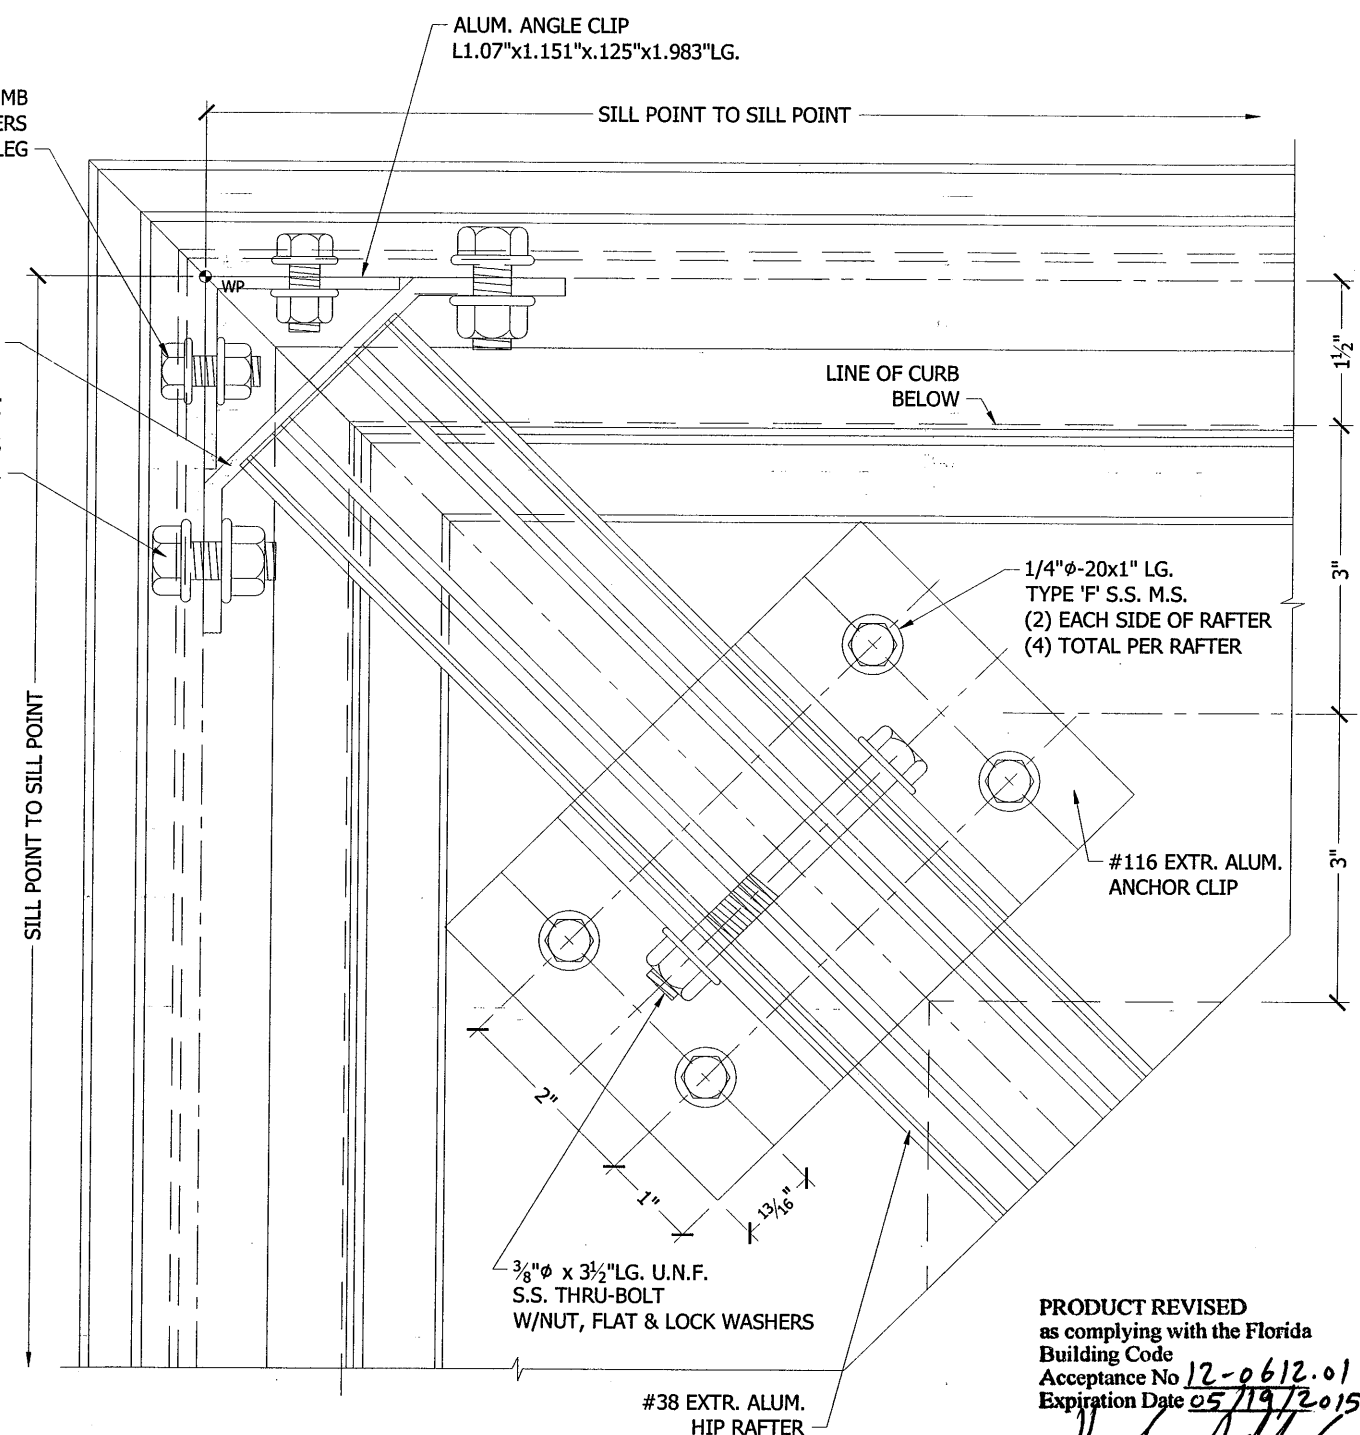 ALUM. ANGLE CLIP
L1.07"x1.151"x.125"x1.983"LG.
MB
ERS
LEG
SILL POINT TO SILL POINT
WP
1½"
LINE OF CURB
BELOW
1/4"ø-20x1" LG.
TYPE 'F' S.S. M.S.
(2) EACH SIDE OF RAFTER
(4) TOTAL PER RAFTER
3"
SILL POINT TO SILL POINT
#116 EXTR. ALUM.
ANCHOR CLIP
3"
2"
1"
13/16"
⅜"ø x 3½"LG. U.N.F.
S.S. THRU-BOLT
W/NUT, FLAT & LOCK WASHERS
#38 EXTR. ALUM.
HIP RAFTER
PRODUCT REVISED
as complying with the Florida
Building Code
Acceptance No 12-0612.01
Expiration Date 05/19/2015